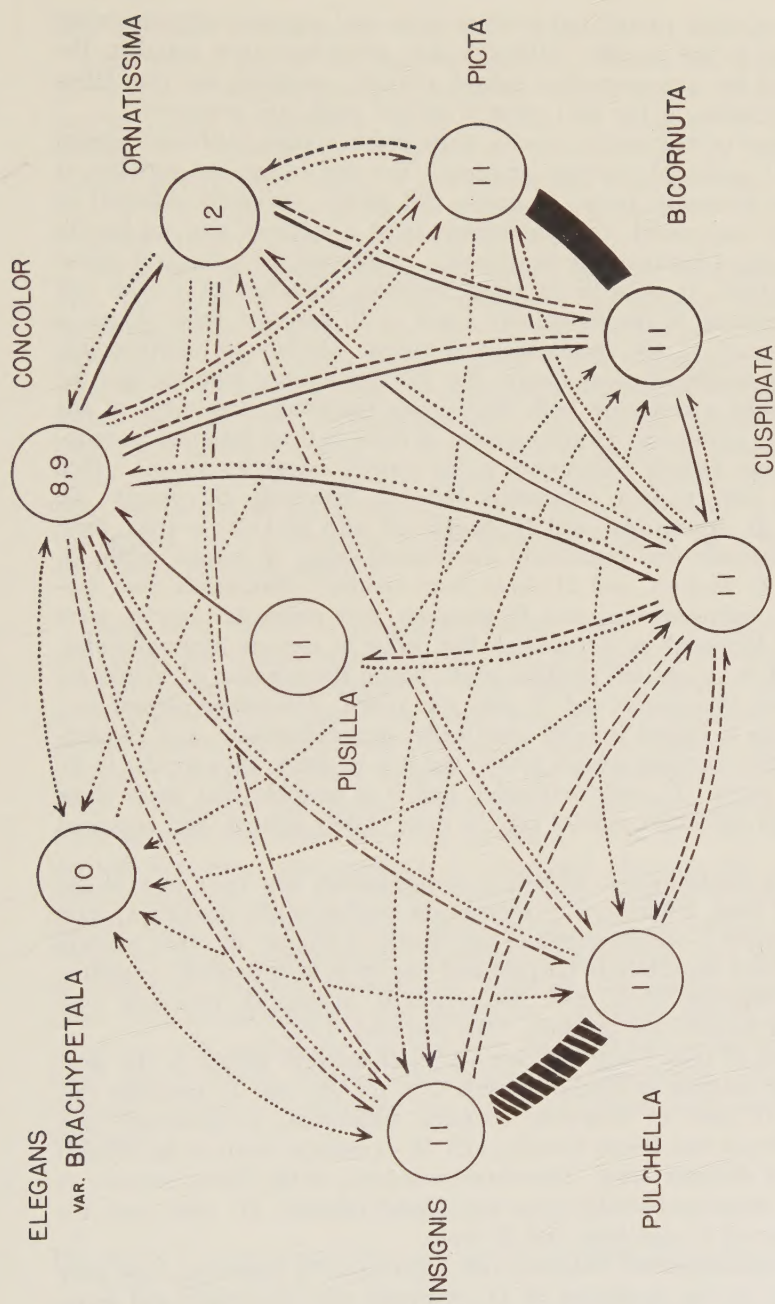 CONCOLOR
8,9
ELEGANS
VAR. BRACHYPETALA
10
ORNATISSIMA
12
11
PUSILLA
INSIGNIS
11
PICTA
11
PULCHELLA
11
BICORNUTA
11
11
CUSPIDATA